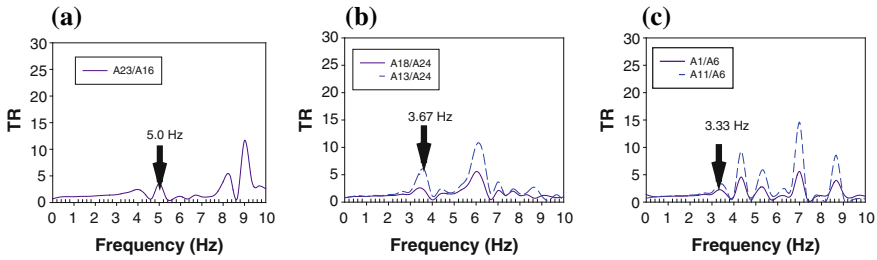 (a)
30
25
20
15
10
5
0
TR
A23/A16
5.0 Hz
0 1 2 3 4 5 6 7 8 9 10
Frequency (Hz)
(b)
30
25
20
15
10
5
0
TR
A18/A24
A13/A24
3.67 Hz
0 1 2 3 4 5 6 7 8 9 10
Frequency (Hz)
(c)
30
25
20
15
10
5
0
TR
A1/A6
A11/A6
3.33 Hz
0 1 2 3 4 5 6 7 8 9 10
Frequency (Hz)